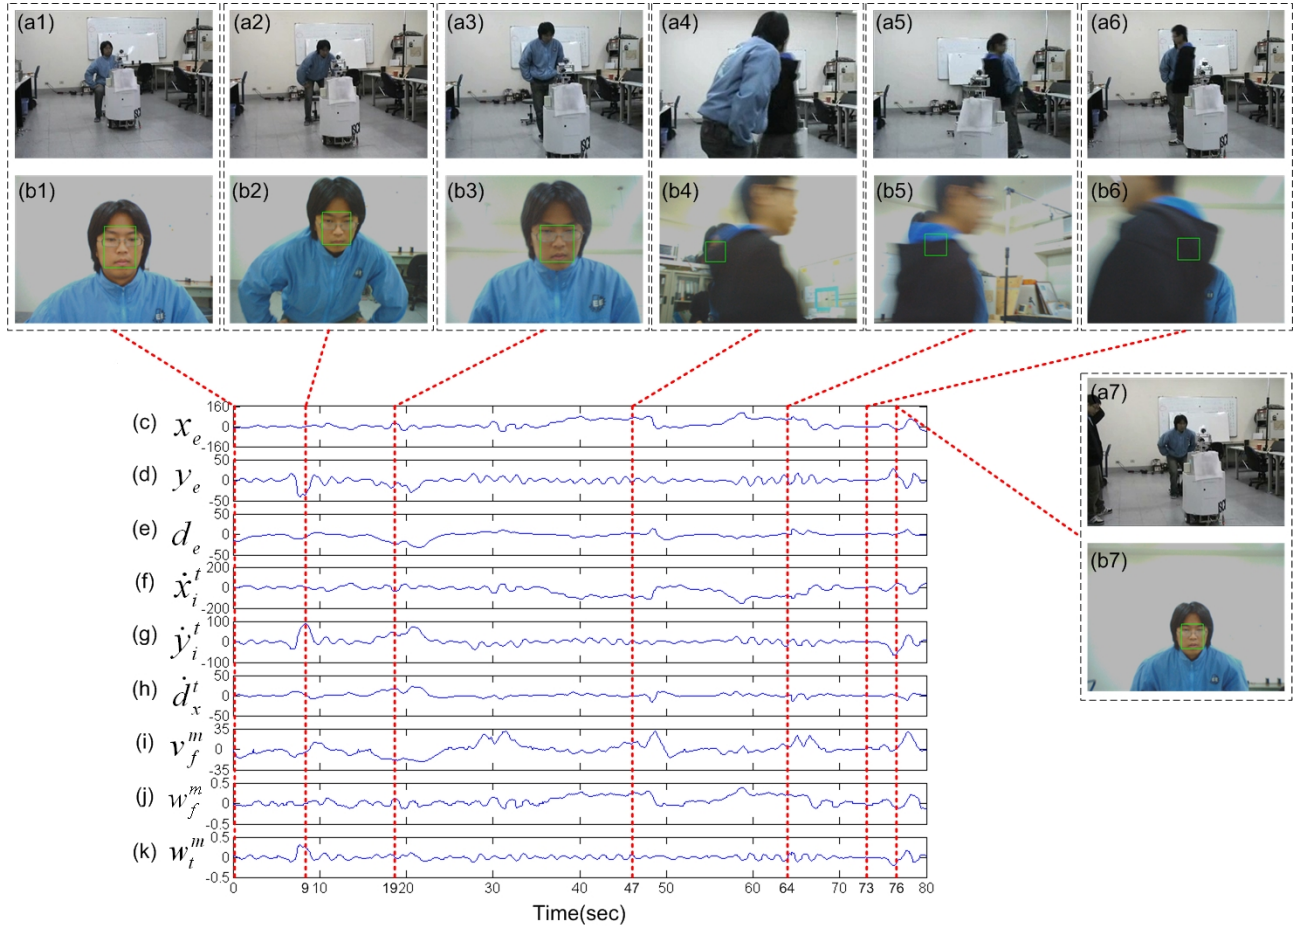 (a1) (a2) (a3) (a4) (a5) (a6)
(b1) (b2) (b3) (b4) (b5) (b6)
(a7)
(b7)
(c) x_e 160 0 -160
(d) y_e 50 0 -50
(e) d_e 50 0 -50
(f) ẋ_i^t 200 0 -200
(g) ẏ_i^t 100 0 -100
(h) ḋ_x^t 50 0 -50
(i) v_f^m 35 0 -35
(j) w_f^m 0.5 0 -0.5
(k) w_t^m 0.5 0 -0.5
0 9 10 19 20 30 40 47 50 64 70 73 76 80
Time(sec)